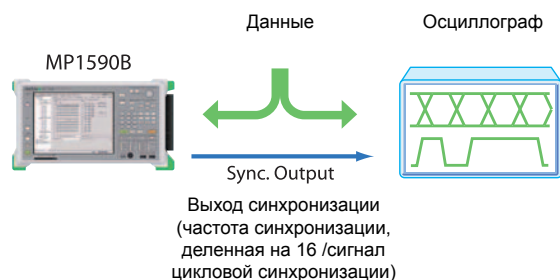 Данные
Осциллограф
MP1590B
Sync. Output
Выход синхронизации
(частота синхронизации,
деленная на 16 /сигнал
цикловой синхронизации)